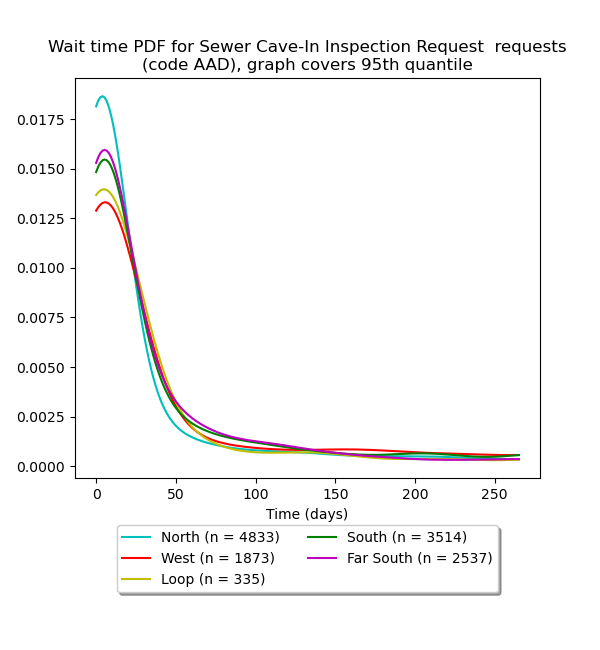 Wait time PDF for Sewer Cave-In Inspection Request  requests
(code AAD), graph covers 95th quantile
0.0175
0.0150
0.0125
0.0100
0.0075
0.0050
0.0025
0.0000
0 50 100 150 200 250
Time (days)
North (n = 4833)
West (n = 1873)
Loop (n = 335)
South (n = 3514)
Far South (n = 2537)